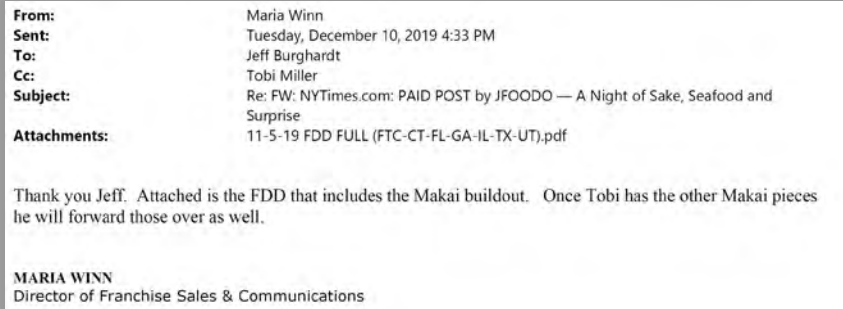 From: Maria Winn
Sent: Tuesday, December 10, 2019 4:33 PM
To: Jeff Burghardt
Cc: Tobi Miller
Subject: Re: FW: NYTimes.com: PAID POST by JFOODO — A Night of Sake, Seafood and
Surprise
Attachments: 11-5-19 FDD FULL (FTC-CT-FL-GA-IL-TX-UT).pdf
Thank you Jeff.  Attached is the FDD that includes the Makai buildout.  Once Tobi has the other Makai pieces
he will forward those over as well.
MARIA WINN
Director of Franchise Sales & Communications